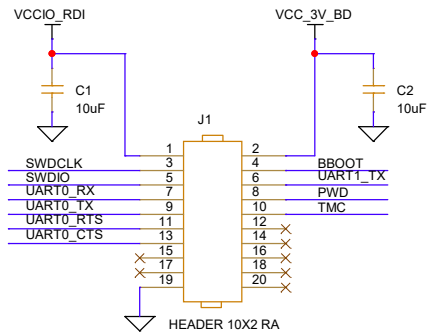 VCCIO_RDI VCC_3V_BD
C1 C2
10uF 10uF
J1
1 2
SWDCLK 3 4 BBOOT
SWDIO 5 6 UART1_TX
UART0_RX 7 8 PWD
UART0_TX 9 10 TMC
UART0_RTS 11 12
UART0_CTS 13 14
15 16
17 18
19 20
HEADER 10X2 RA